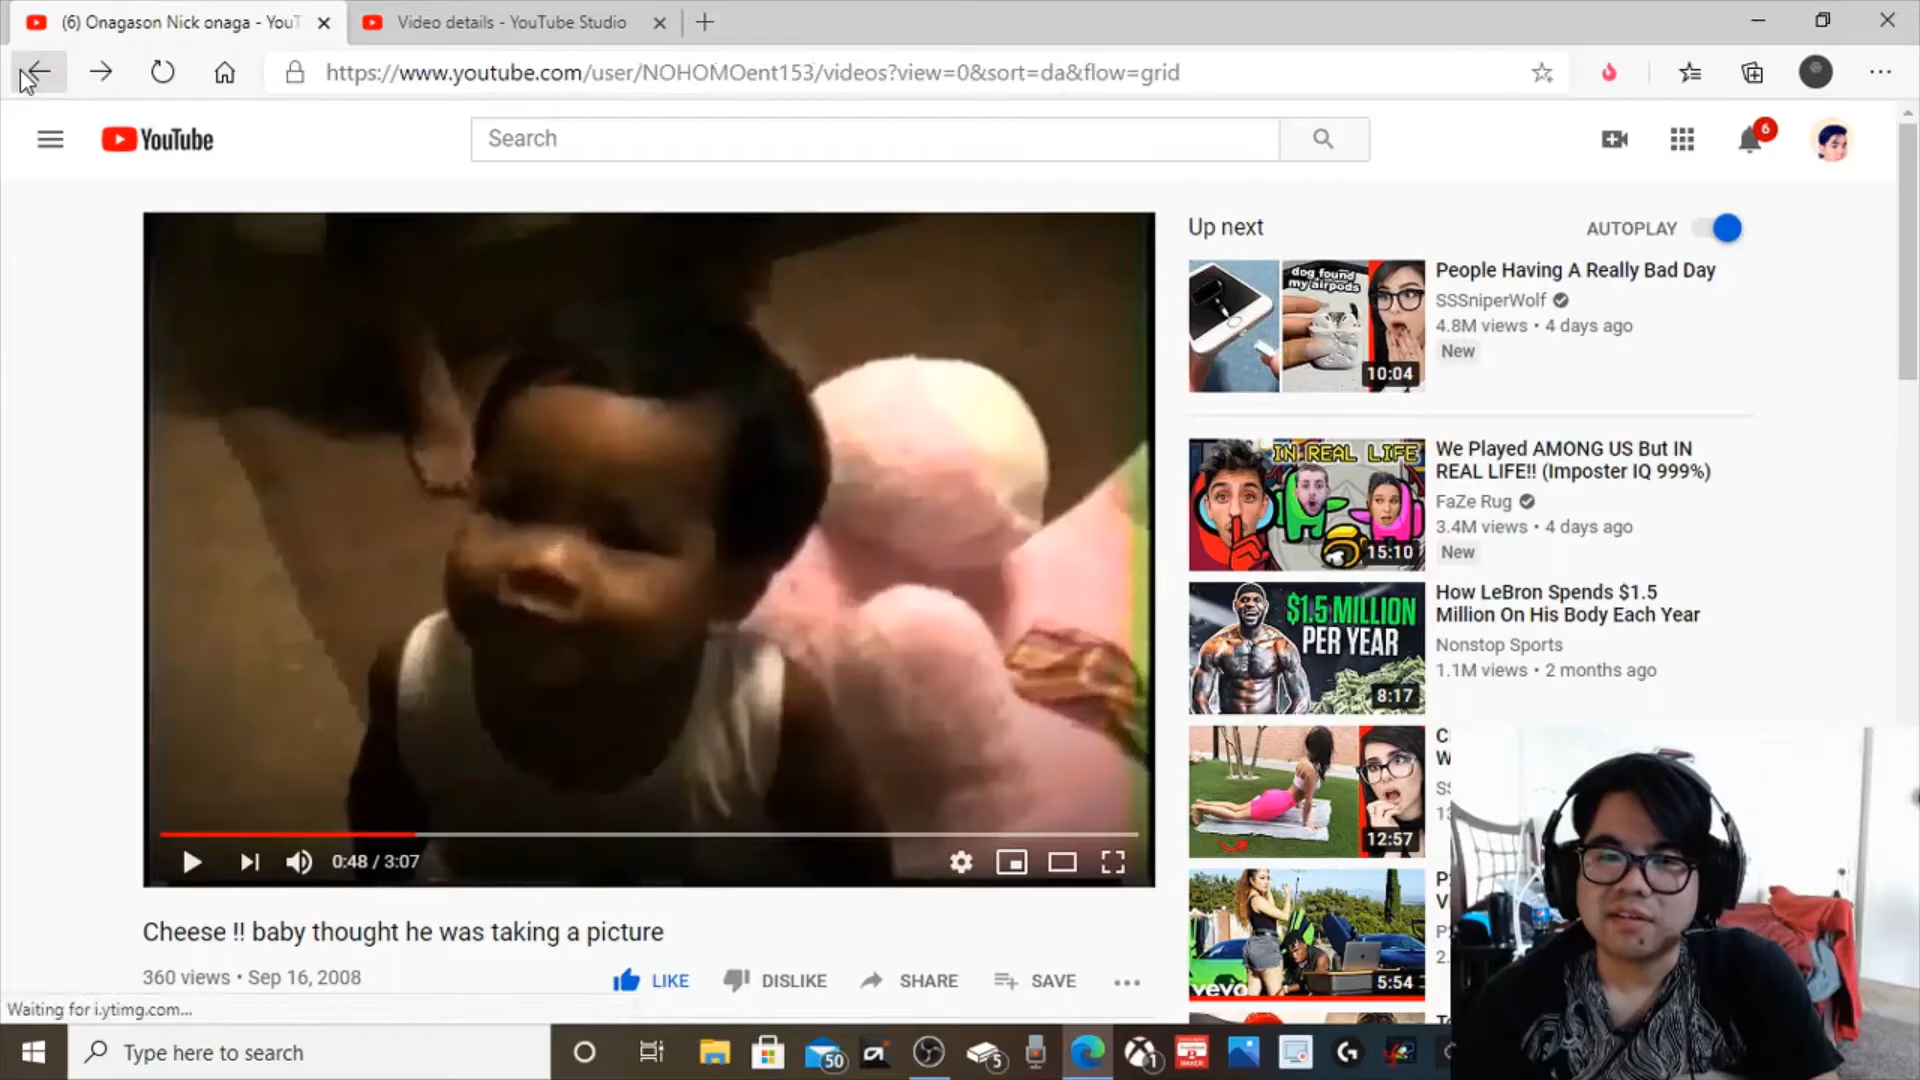 (6) Onagason Nick onaga - YouT
Video details - YouTube Studio
https://www.youtube.com/user/NOHOMOent153/videos?view=0&sort=da&flow=grid
YouTube
Search
6
Up next
AUTOPLAY
dog found
my airpods
10:04
People Having A Really Bad Day
SSSniperWolf
4.8M views • 4 days ago
New
IN REAL LIFE
15:10
We Played AMONG US But IN
REAL LIFE!! (Imposter IQ 999%)
FaZe Rug
3.4M views • 4 days ago
New
$1.5 MILLION
PER YEAR
8:17
How LeBron Spends $1.5
Million On His Body Each Year
Nonstop Sports
1.1M views • 2 months ago
12:57
vevo
5:54
0:48 / 3:07
Cheese !! baby thought he was taking a picture
360 views • Sep 16, 2008
LIKE
DISLIKE
SHARE
SAVE
Waiting for i.ytimg.com...
Type here to search
50
5
1